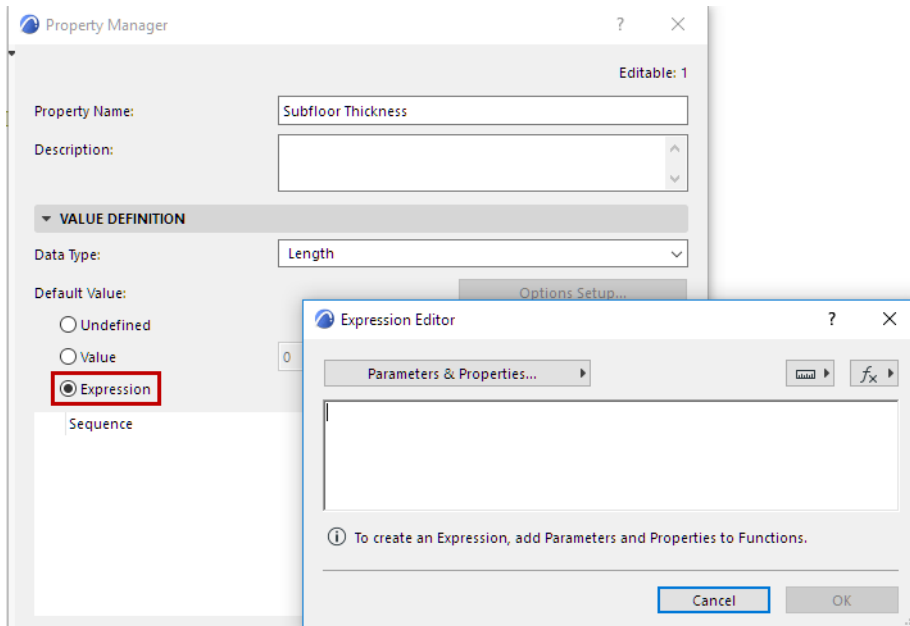 Property Manager
?
Editable: 1
Property Name:
Subfloor Thickness
Description:
VALUE DEFINITION
Data Type:
Length
Default Value:
Options Setup...
Undefined
Value
0
Expression
Sequence
Expression Editor
?
Parameters & Properties...
fx
To create an Expression, add Parameters and Properties to Functions.
Cancel
OK